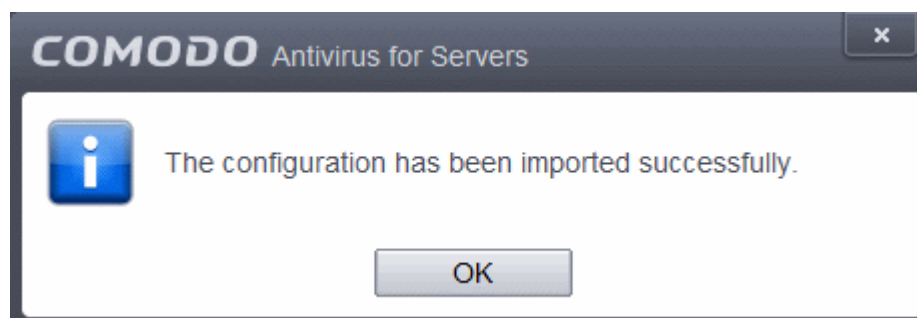 COMODO Antivirus for Servers
The configuration has been imported successfully.
OK